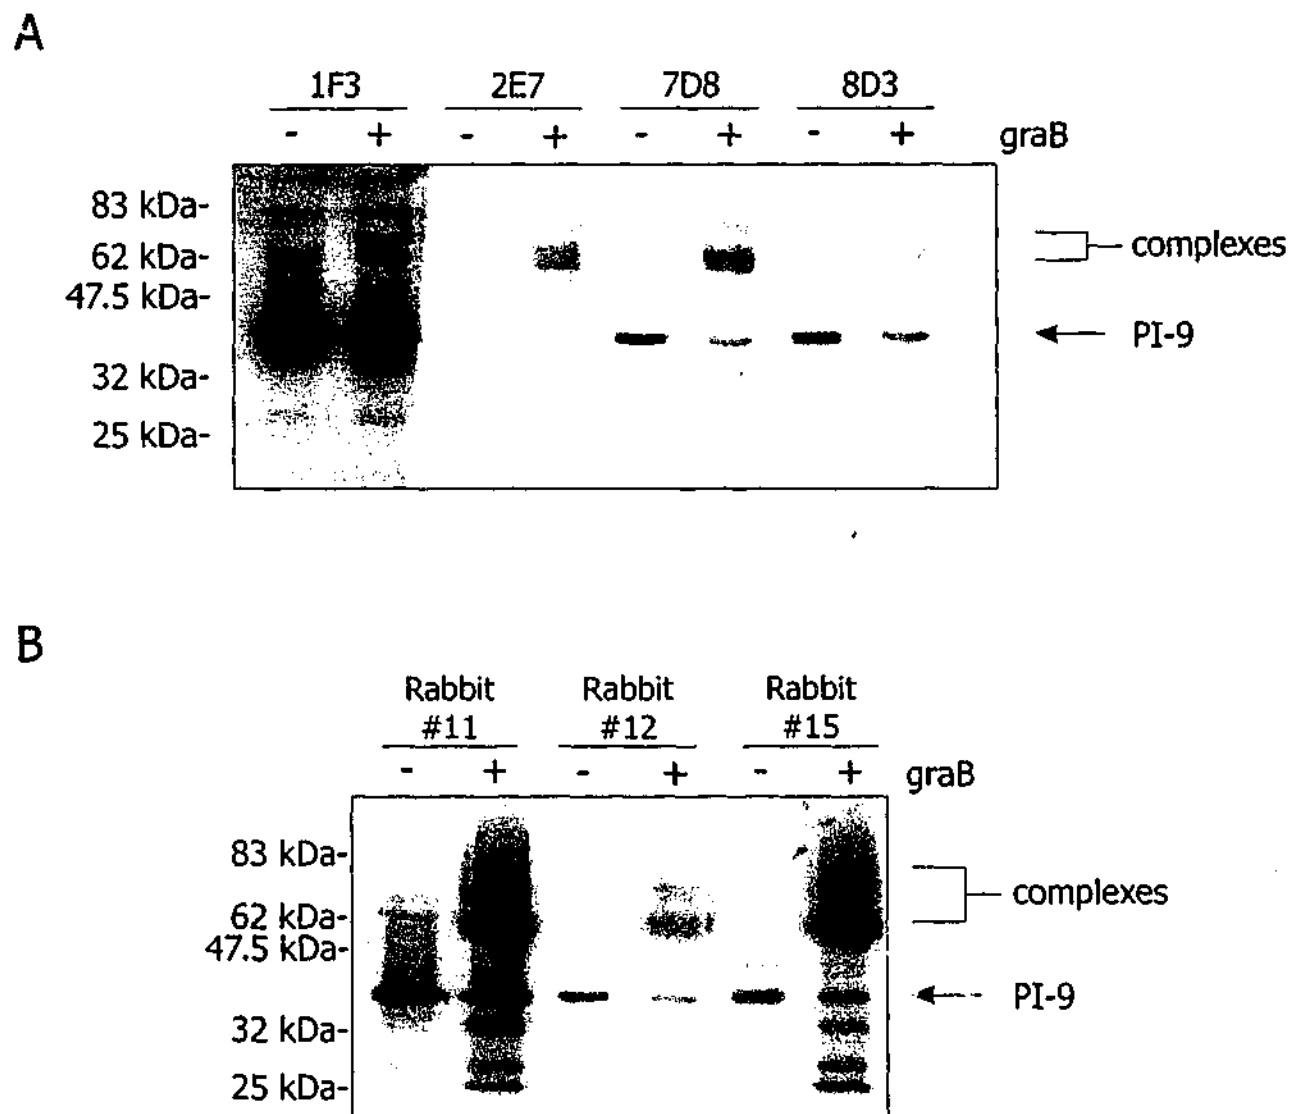 A
1F3 2E7 7D8 8D3
- + - + - + - + graB
83 kDa-
62 kDa-
47.5 kDa-
32 kDa-
25 kDa-
complexes
PI-9
B
Rabbit #11 Rabbit #12 Rabbit #15
- + - + - + graB
83 kDa-
62 kDa-
47.5 kDa-
32 kDa-
25 kDa-
complexes
PI-9